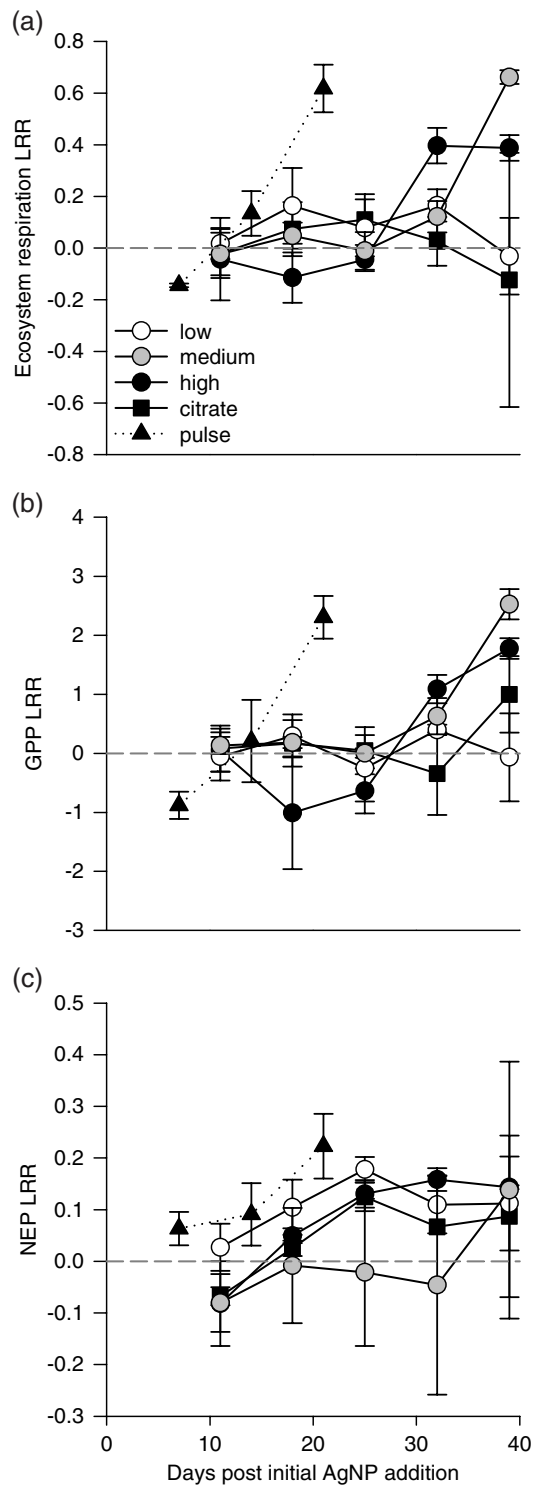 (a)
0.8
0.6
0.4
0.2
0.0
-0.2
-0.4
-0.6
-0.8
Ecosystem respiration LRR
low
medium
high
citrate
pulse
(b)
4
3
2
1
0
-1
-2
-3
GPP LRR
(c)
0.5
0.4
0.3
0.2
0.1
0.0
-0.1
-0.2
-0.3
NEP LRR
0 10 20 30 40
Days post initial AgNP addition